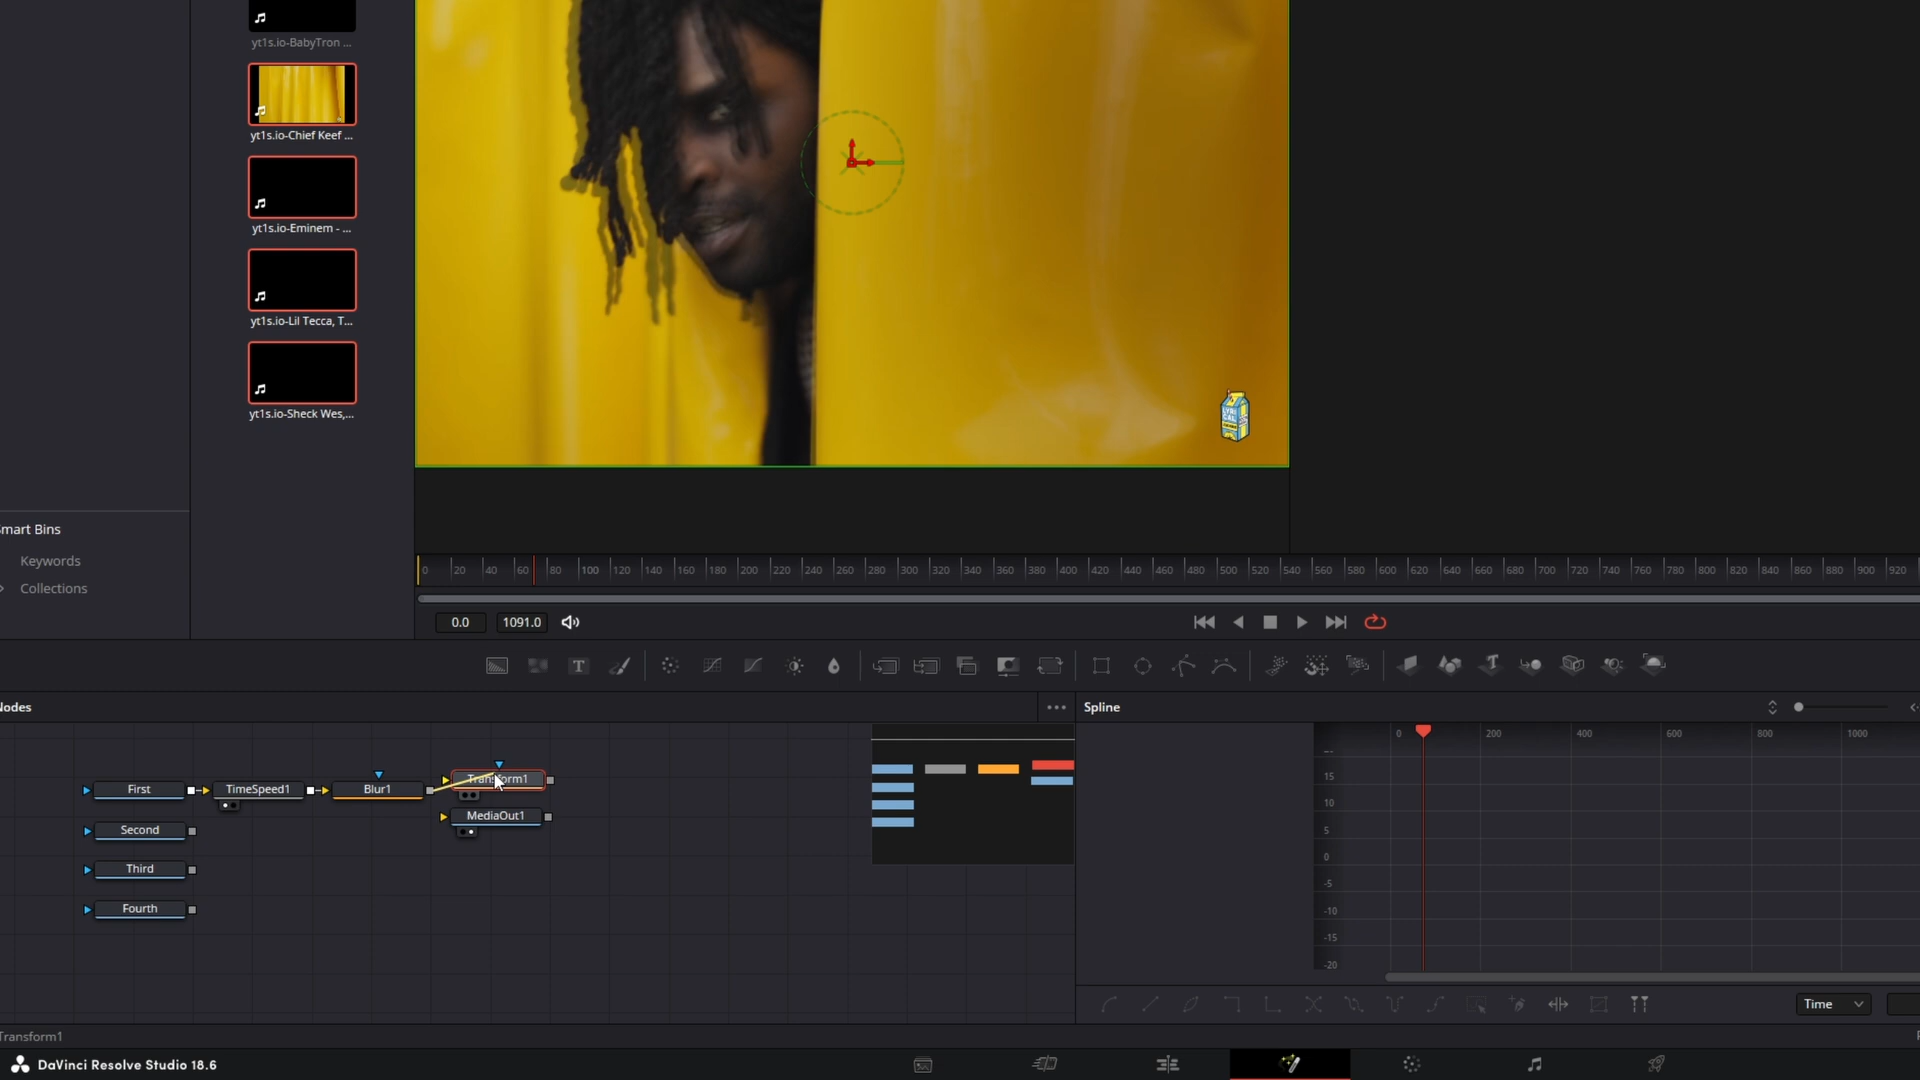 yt1s.io-BabyTron ...
yt1s.io-Chief Keef ...
yt1s.io-Eminem - ...
yt1s.io-Lil Tecca, T...
yt1s.io-Sheck Wes,...
LYRICAL
Smart Bins
Keywords
Collections
0 20 40 60 80 100 120 140 160 180 200 220 240 260 280 300 320 340 360 380 400 420 440 460 480 500 520 540 560 580 600 620 640 660 680 700 720 740 760 780 800 820 840 860 880 900 920
0.0 1091.0
T
Nodes
Spline
0 200 400 600 800 1000
15
10
5
0
-5
-10
-15
-20
Transform1
First TimeSpeed1 Blur1
MediaOut1
Second
Third
Fourth
Time
Transform1
DaVinci Resolve Studio 18.6